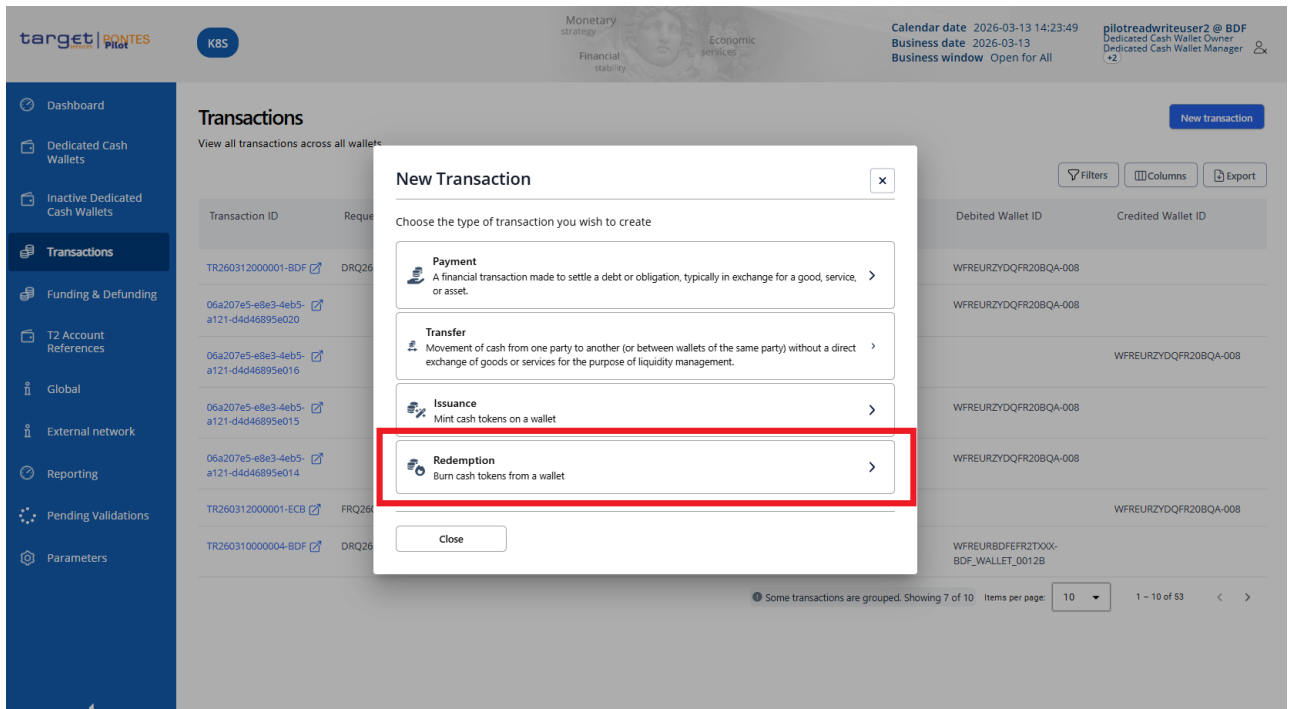 target | PONTES
services Pilot
K8S
Monetary
strategy
Economic
services
Financial
stability
Calendar date 2026-03-13 14:23:49
Business date 2026-03-13
Business window Open for All
pilotreadwriteuser2 @ BDF
Dedicated Cash Wallet Owner
Dedicated Cash Wallet Manager
+2
Dashboard
Dedicated Cash
Wallets
Inactive Dedicated
Cash Wallets
Transactions
Funding & Defunding
T2 Account
References
Global
External network
Reporting
Pending Validations
Parameters
Transactions
New transaction
View all transactions across all wallets
Filters
Columns
Export
Transaction ID
Reque
Debited Wallet ID
Credited Wallet ID
TR260312000001-BDF
DRQ26
WFREURZYDQFR20BQA-008
06a207e5-e8e3-4eb5-
a121-d4d46895e020
WFREURZYDQFR20BQA-008
06a207e5-e8e3-4eb5-
a121-d4d46895e016
WFREURZYDQFR20BQA-008
06a207e5-e8e3-4eb5-
a121-d4d46895e015
WFREURZYDQFR20BQA-008
06a207e5-e8e3-4eb5-
a121-d4d46895e014
WFREURZYDQFR20BQA-008
TR260312000001-ECB
FRQ260
WFREURZYDQFR20BQA-008
TR260310000004-BDF
DRQ26
WFREURBDFEFR2TXXX-
BDF_WALLET_0012B
New Transaction
Choose the type of transaction you wish to create
Payment
A financial transaction made to settle a debt or obligation, typically in exchange for a good, service,
or asset.
Transfer
Movement of cash from one party to another (or between wallets of the same party) without a direct
exchange of goods or services for the purpose of liquidity management.
Issuance
Mint cash tokens on a wallet
Redemption
Burn cash tokens from a wallet
Close
Some transactions are grouped. Showing 7 of 10
Items per page:
10
1 – 10 of 53